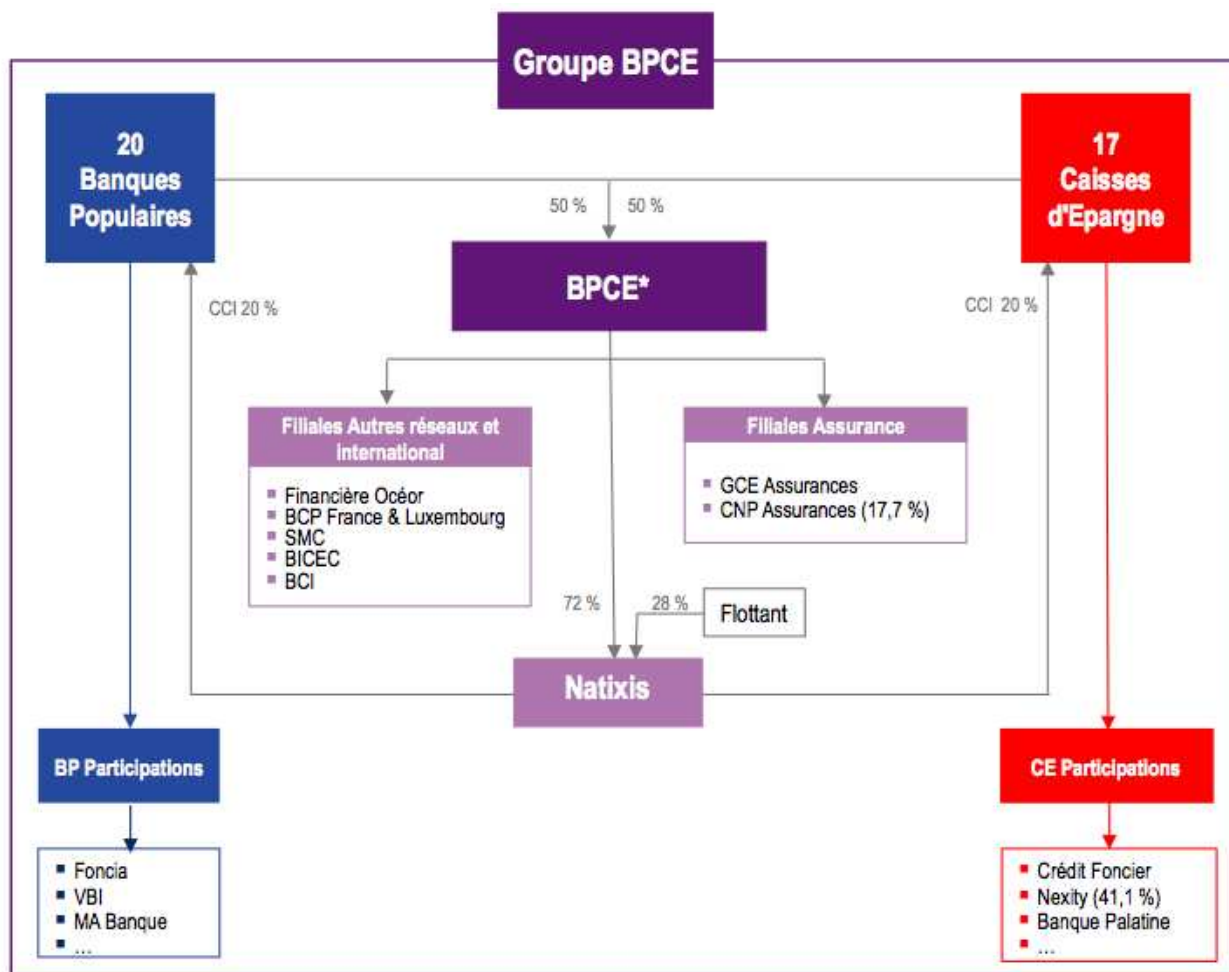 Groupe BPCE
20
Banques
Populaires
17
Caisses
d'Epargne
50 %
50 %
BPCE*
CCI 20 %
CCI 20 %
Filiales Autres réseaux et
international
Financière Océor
BCP France & Luxembourg
SMC
BICEC
BCI
Filiales Assurance
GCE Assurances
CNP Assurances (17,7 %)
72 %
28 %
Flottant
Natixis
BP Participations
Foncia
VBI
MA Banque
...
CE Participations
Crédit Foncier
Nexity (41,1 %)
Banque Palatine
...